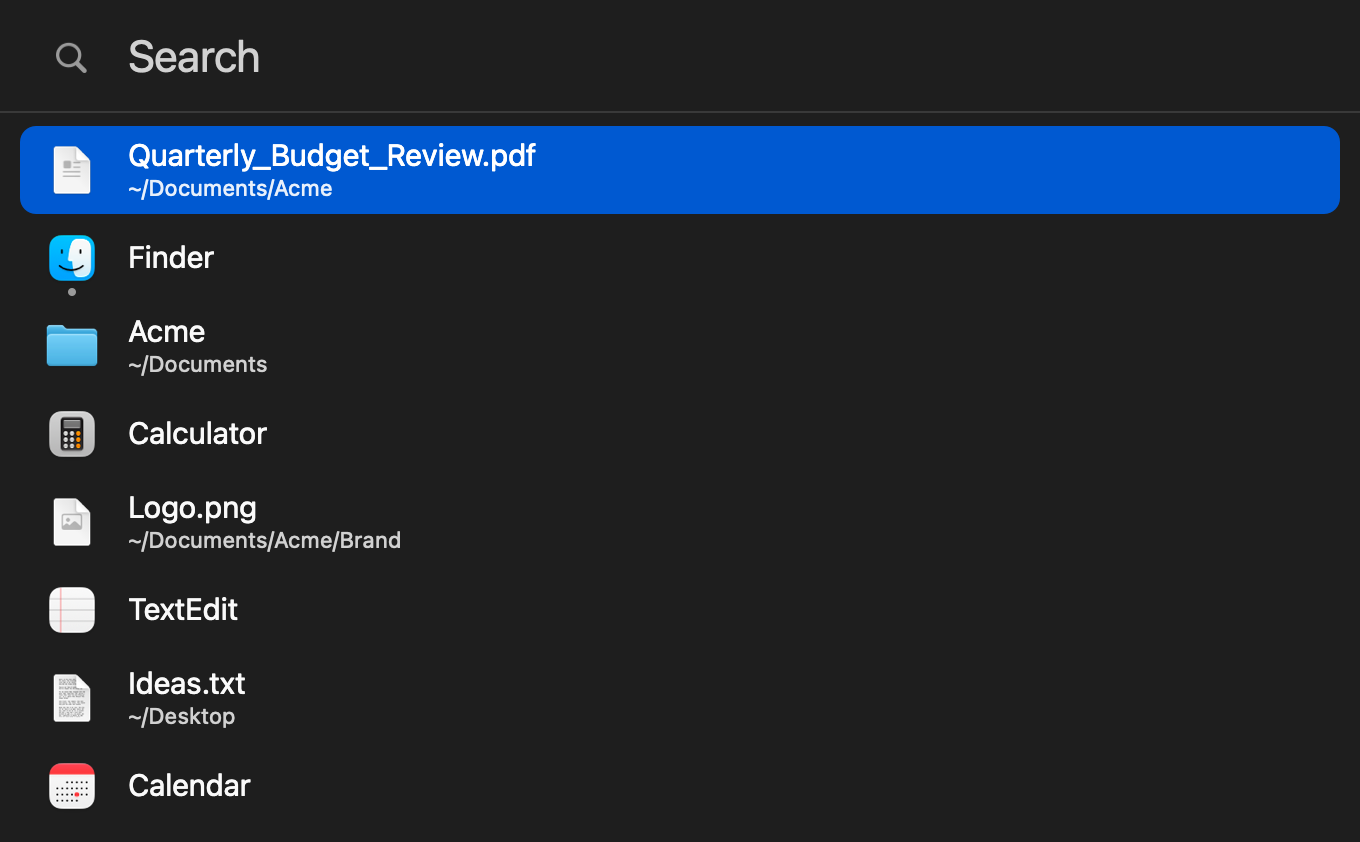 Search
Quarterly_Budget_Review.pdf
~/Documents/Acme
Finder
Acme
~/Documents
Calculator
Logo.png
~/Documents/Acme/Brand
TextEdit
Ideas.txt
~/Desktop
Calendar